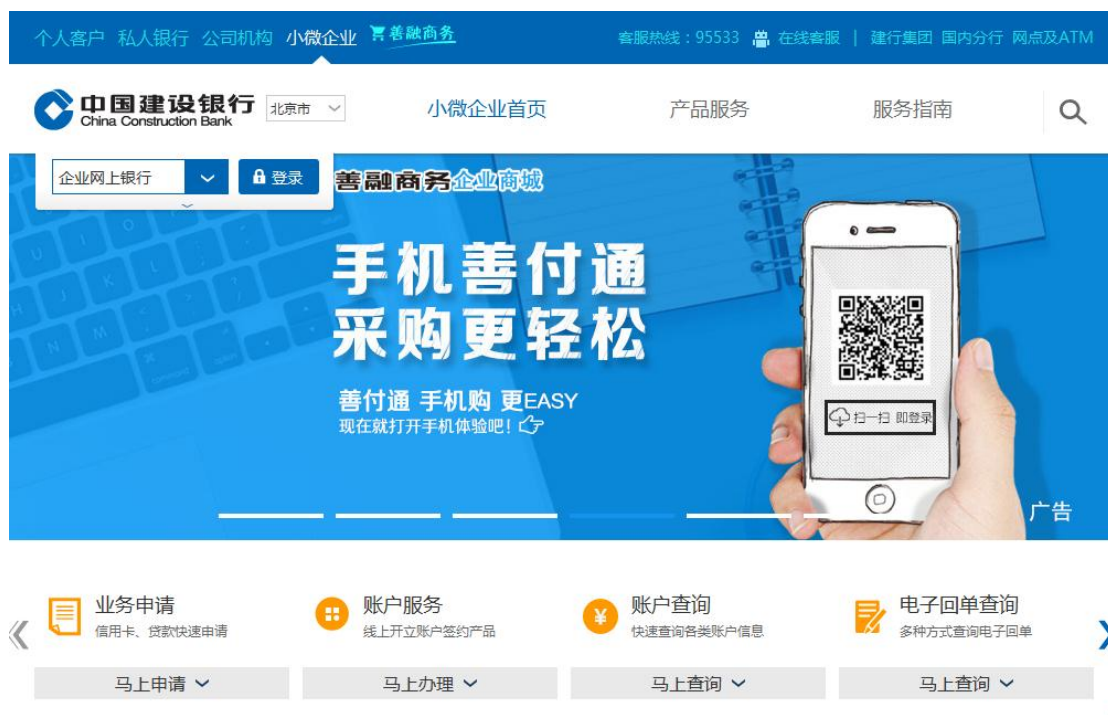 个人客户 私人银行 公司机构 小微企业 善融商务 客服热线：95533 在线客服 | 建行集团 国内分行 网点及ATM
中国建设银行 北京市 小微企业首页 产品服务 服务指南
China Construction Bank
企业网上银行 登录 善融商务企业商城
手机善付通
采购更轻松
善付通 手机购 更EASY
现在就打开手机体验吧！
扫一扫 即登录
广告
业务申请 账户服务 账户查询 电子回单查询
信用卡、贷款快速申请 线上开立账户签约产品 快速查询各类账户信息 多种方式查询电子回单
马上申请 马上办理 马上查询 马上查询